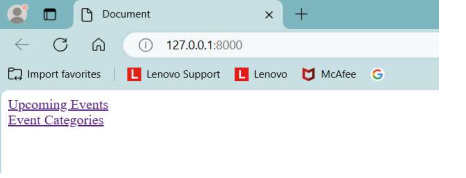 Document
127.0.0.1:8000
Import favorites
Lenovo Support
Lenovo
McAfee
Upcoming Events
Event Categories